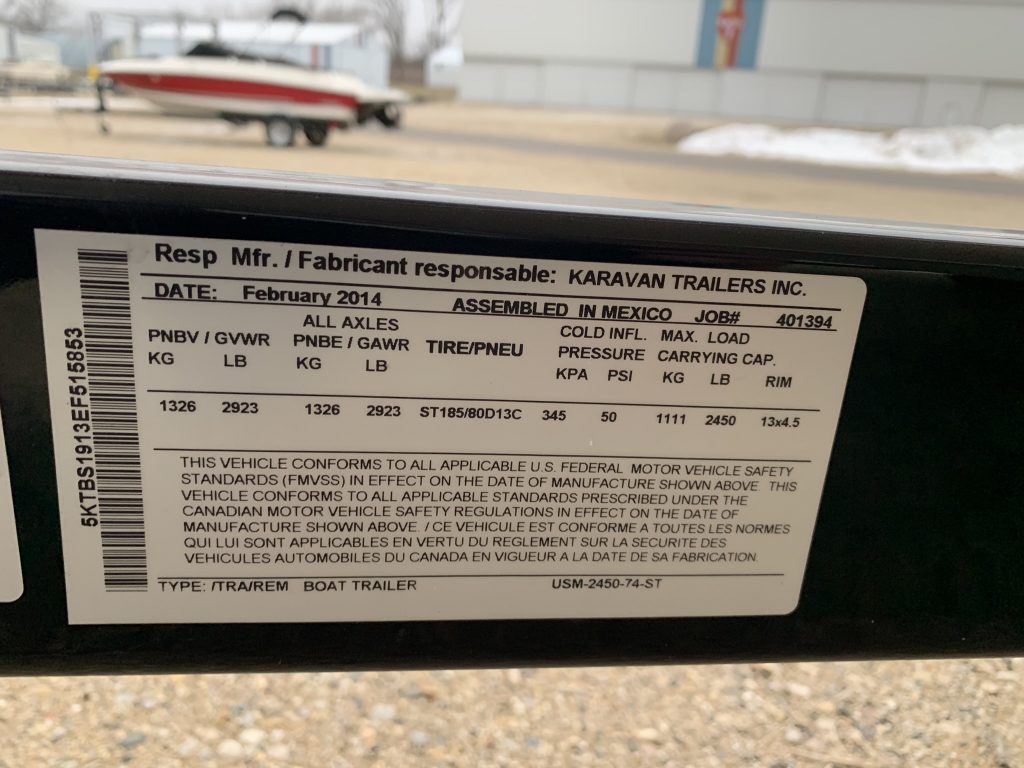 Resp Mfr. / Fabricant responsable: KARAVAN TRAILERS INC.
DATE: February 2014 ASSEMBLED IN MEXICO JOB# 401394
ALL AXLES COLD INFL. MAX. LOAD
PNBV / GVWR PNBE / GAWR TIRE/PNEU PRESSURE CARRYING CAP.
KG LB KG LB KPA PSI KG LB RIM
1326 2923 1326 2923 ST185/80D13C 345 50 1111 2450 13x4.5
THIS VEHICLE CONFORMS TO ALL APPLICABLE U.S. FEDERAL MOTOR VEHICLE SAFETY
STANDARDS (FMVSS) IN EFFECT ON THE DATE OF MANUFACTURE SHOWN ABOVE. THIS
VEHICLE CONFORMS TO ALL APPLICABLE STANDARDS PRESCRIBED UNDER THE
CANADIAN MOTOR VEHICLE SAFETY REGULATIONS IN EFFECT ON THE DATE OF
MANUFACTURE SHOWN ABOVE. / CE VEHICULE EST CONFORME A TOUTES LES NORMES
QUI LUI SONT APPLICABLES EN VERTU DU REGLEMENT SUR LA SECURITE DES
VEHICULES AUTOMOBILES DU CANADA EN VIGUEUR A LA DATE DE SA FABRICATION.
TYPE: /TRA/REM BOAT TRAILER USM-2450-74-ST
5KTBS1913EF515853